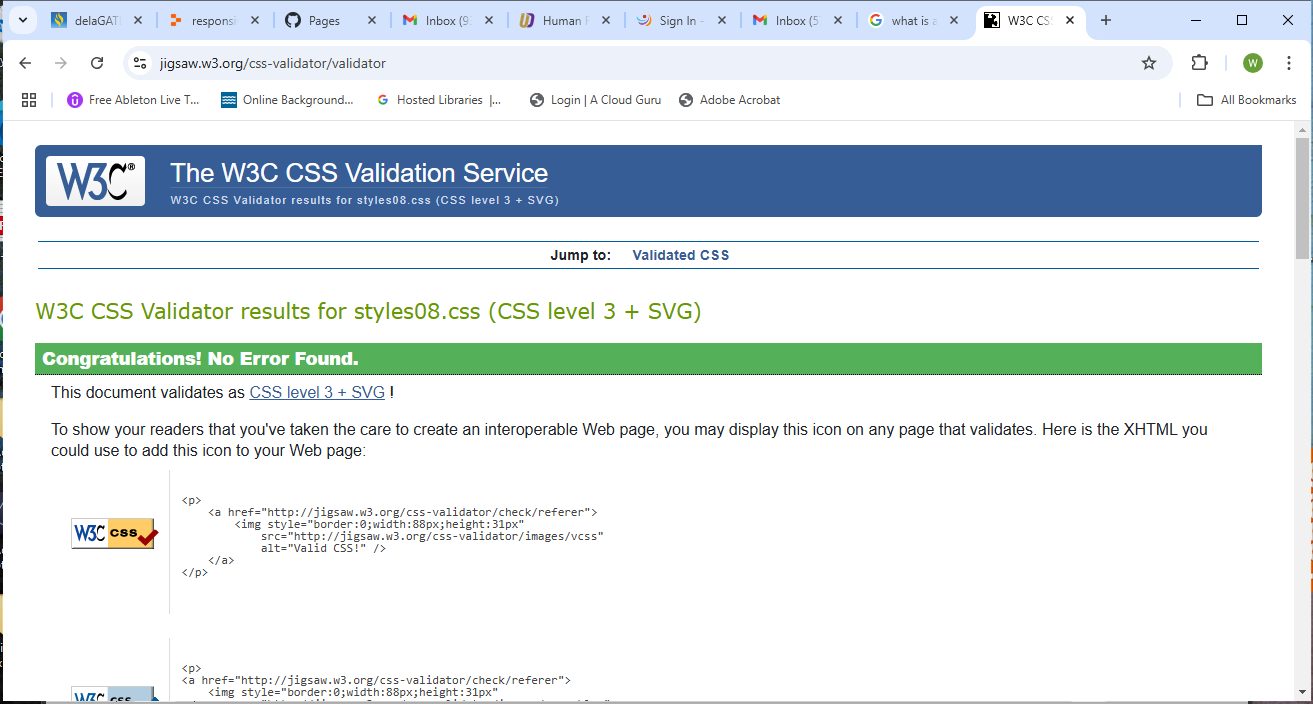 delaGAT
responsi
Pages
Inbox (9
Human F
Sign In -
Inbox (5
what is a
W3C CSS
jigsaw.w3.org/css-validator/validator
W
Free Ableton Live T...
Online Background...
Hosted Libraries |...
Login | A Cloud Guru
Adobe Acrobat
All Bookmarks
W3C®
The W3C CSS Validation Service
W3C CSS Validator results for styles08.css (CSS level 3 + SVG)
Jump to: Validated CSS
W3C CSS Validator results for styles08.css (CSS level 3 + SVG)
Congratulations! No Error Found.
This document validates as CSS level 3 + SVG !
To show your readers that you've taken the care to create an interoperable Web page, you may display this icon on any page that validates. Here is the XHTML you
could use to add this icon to your Web page:
W3C css
<p>
<a href="http://jigsaw.w3.org/css-validator/check/referer">
<img style="border:0;width:88px;height:31px"
src="http://jigsaw.w3.org/css-validator/images/vcss"
alt="Valid CSS!" />
</a>
</p>
W3C css
<p>
<a href="http://jigsaw.w3.org/css-validator/check/referer">
<img style="border:0;width:88px;height:31px"